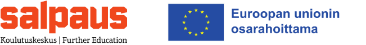 salpaus
Koulutuskeskus | Further Education
Euroopan unionin
osarahoittama